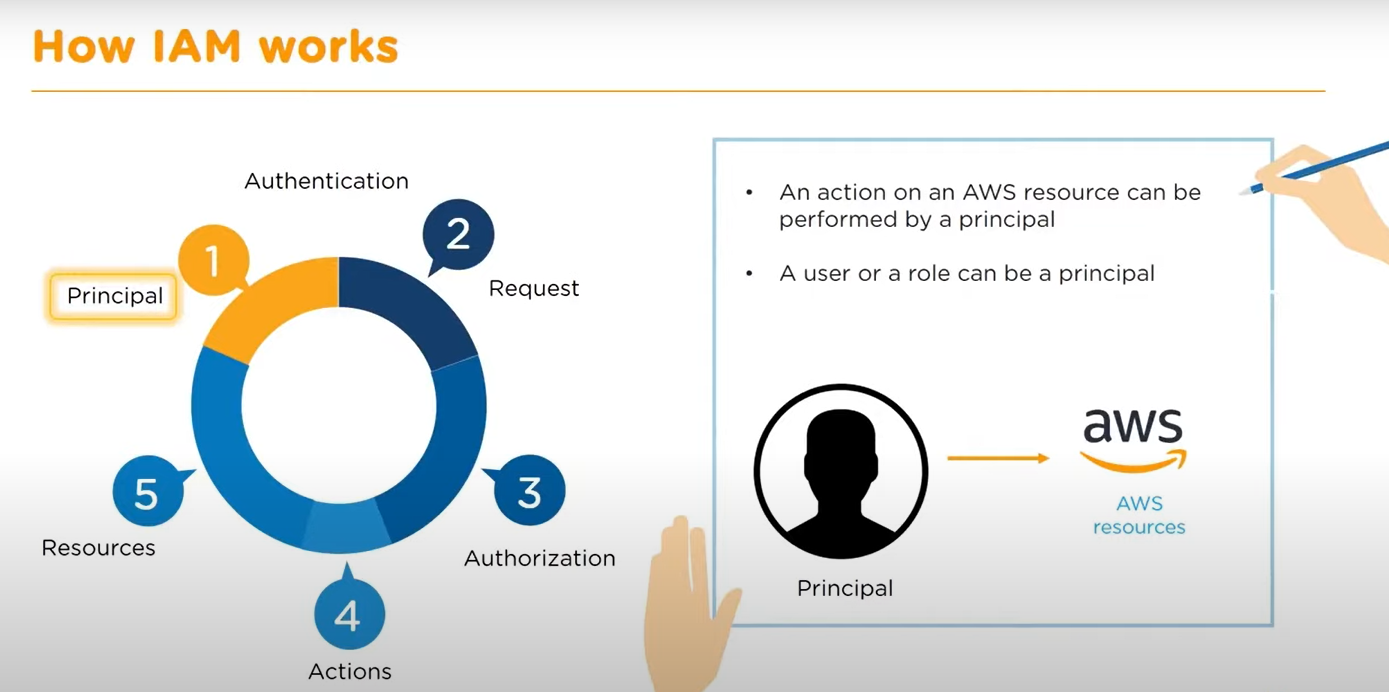 How IAM works
Authentication
1
2
Principal
Request
5
3
Resources
Authorization
4
Actions
• An action on an AWS resource can be
performed by a principal
• A user or a role can be a principal
aws
AWS
resources
Principal